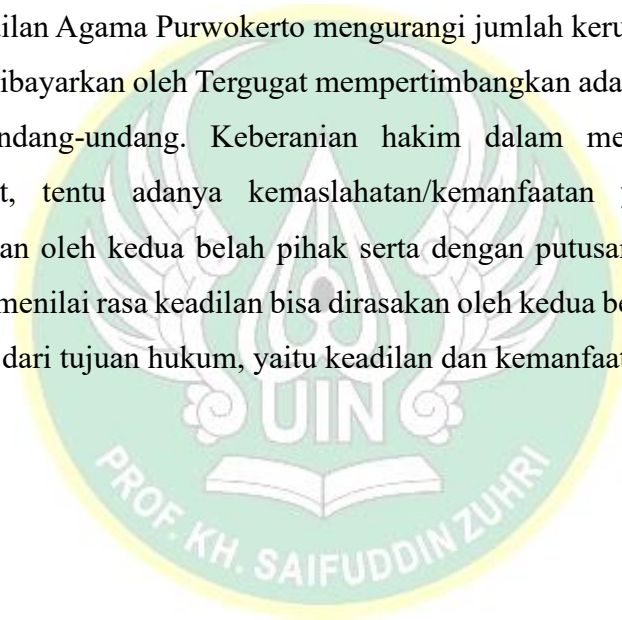 ilan Agama Purwokerto mengurangi jumlah keru
ibayarkan oleh Tergugat mempertimbangkan ada
ndang-undang. Keberanian hakim dalam me
t, tentu adanya kemaslahatan/kemanfaatan
an oleh kedua belah pihak serta dengan putusa
menilai rasa keadilan bisa dirasakan oleh kedua be
dari tujuan hukum, yaitu keadilan dan kemanfaat
UIN
PROF. KH. SAIFUDDIN ZUHRI